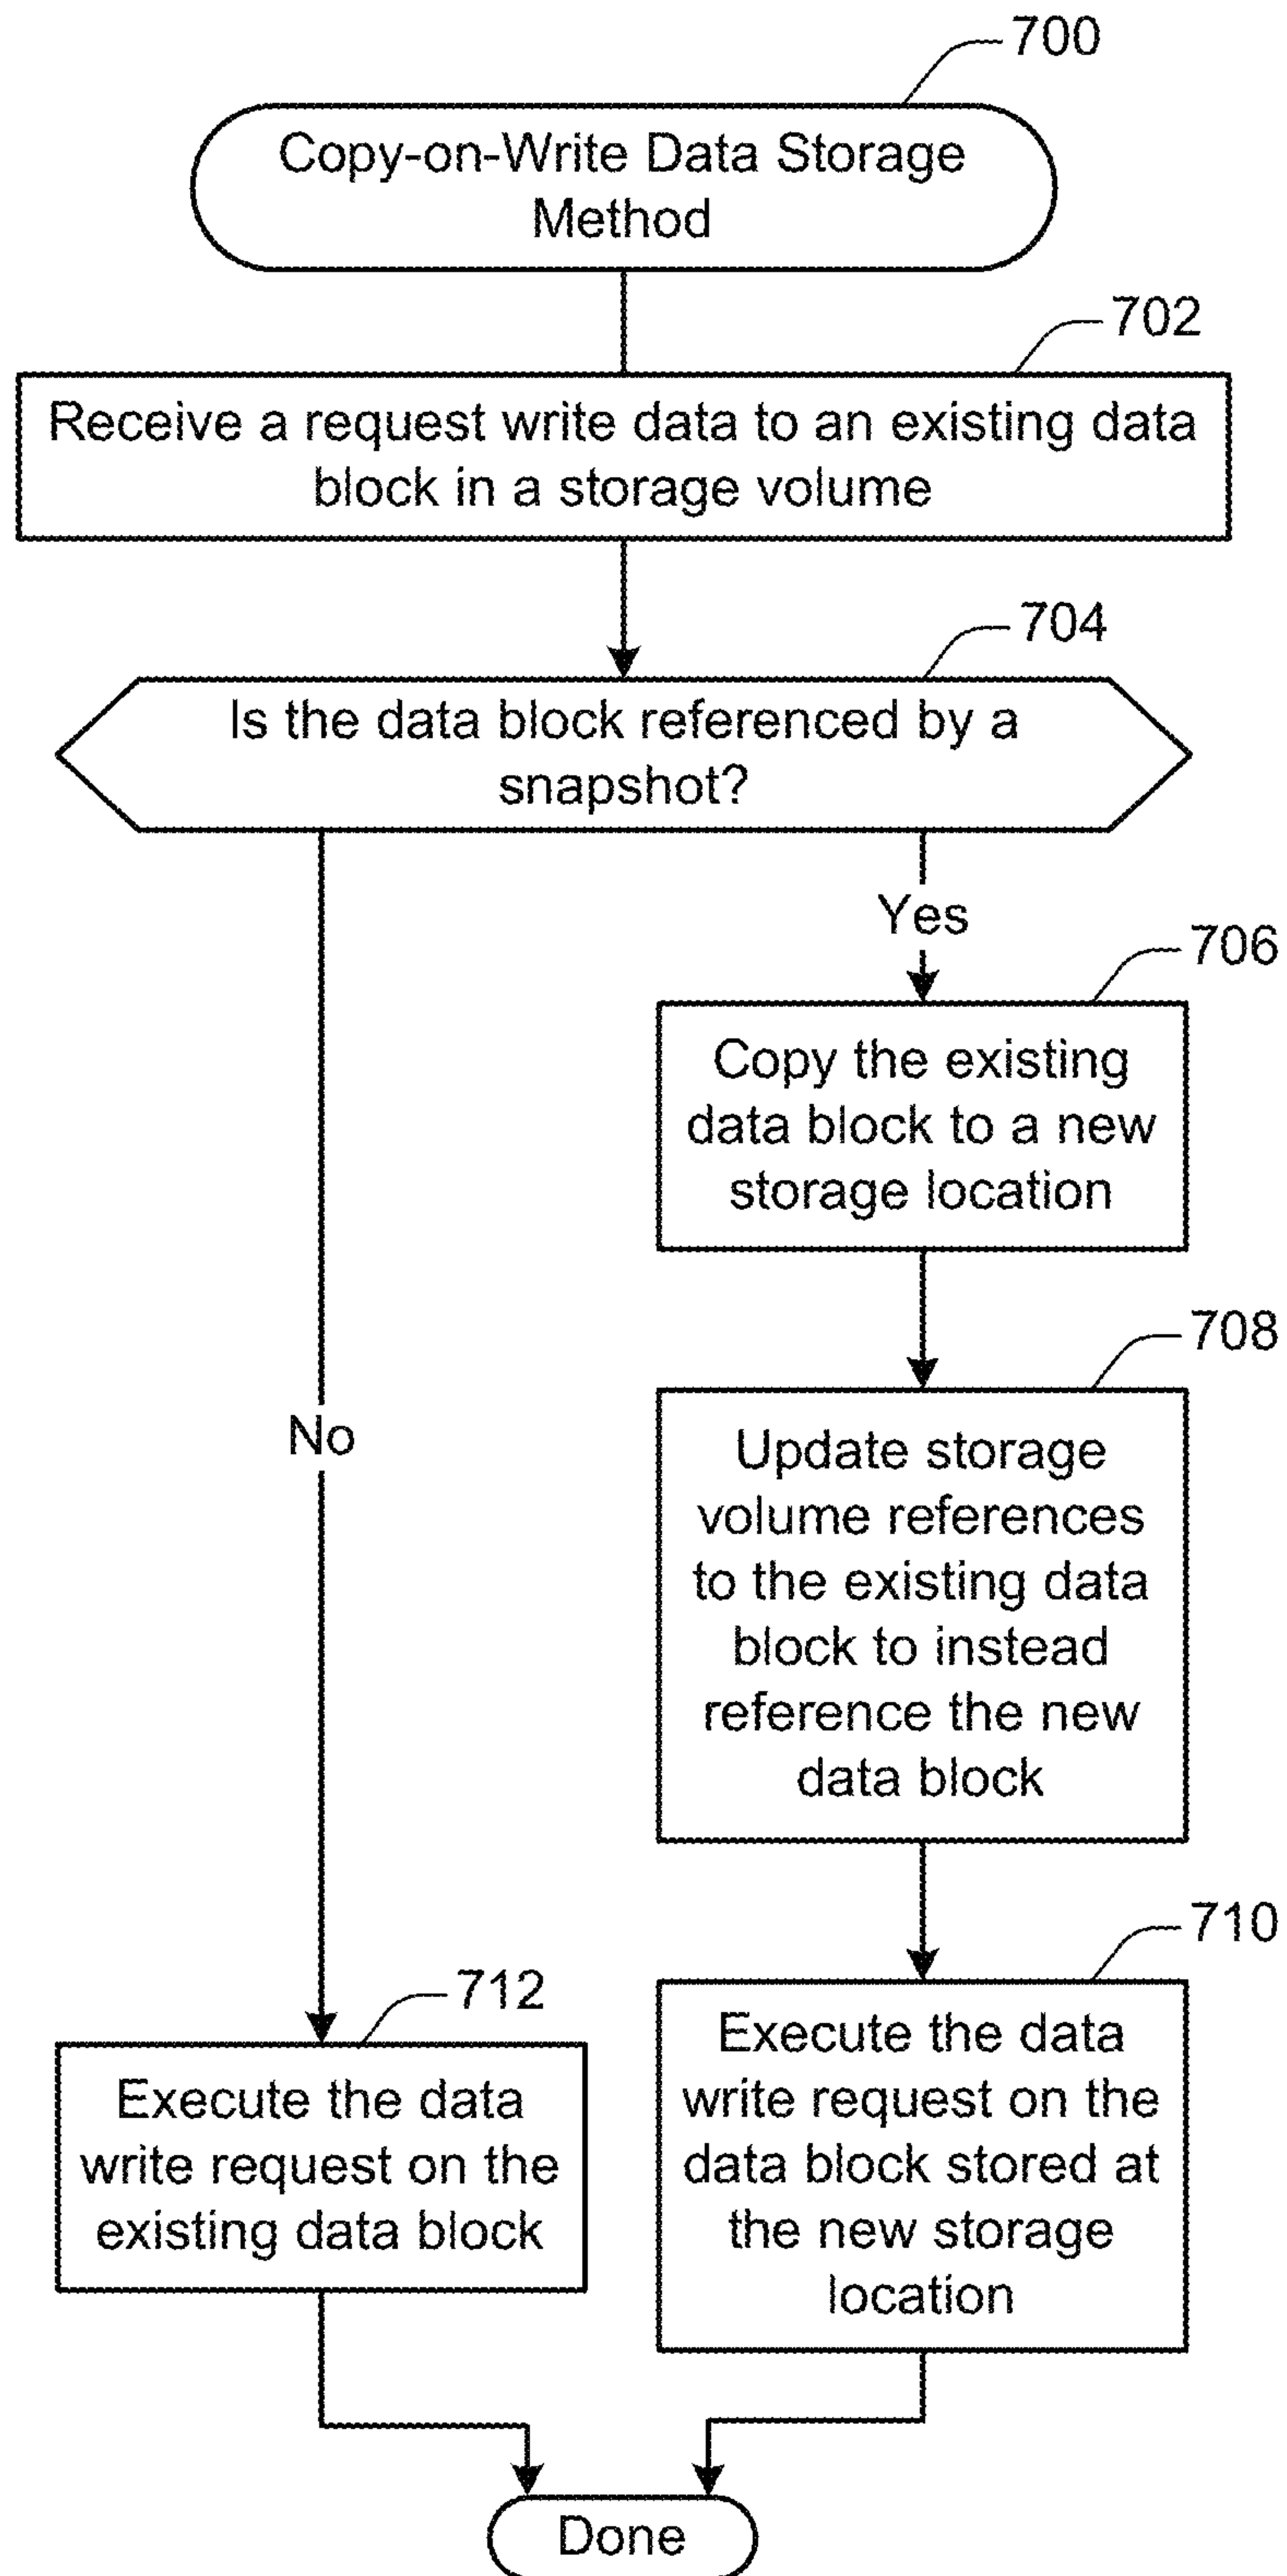 700
Copy-on-Write Data Storage
Method
702
Receive a request write data to an existing data
block in a storage volume
704
Is the data block referenced by a
snapshot?
Yes
706
Copy the existing
data block to a new
storage location
708
Update storage
volume references
to the existing data
block to instead
reference the new
data block
No
710
Execute the data
write request on the
data block stored at
the new storage
location
712
Execute the data
write request on the
existing data block
Done